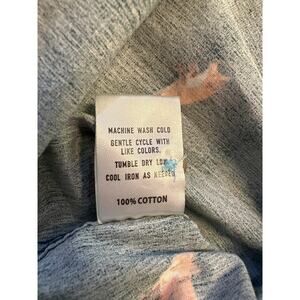 MACHINE WASH COLD
GENTLE CYCLE WITH
LIKE COLORS.
TUMBLE DRY LOW
COOL IRON AS NEEDED
100% COTTON